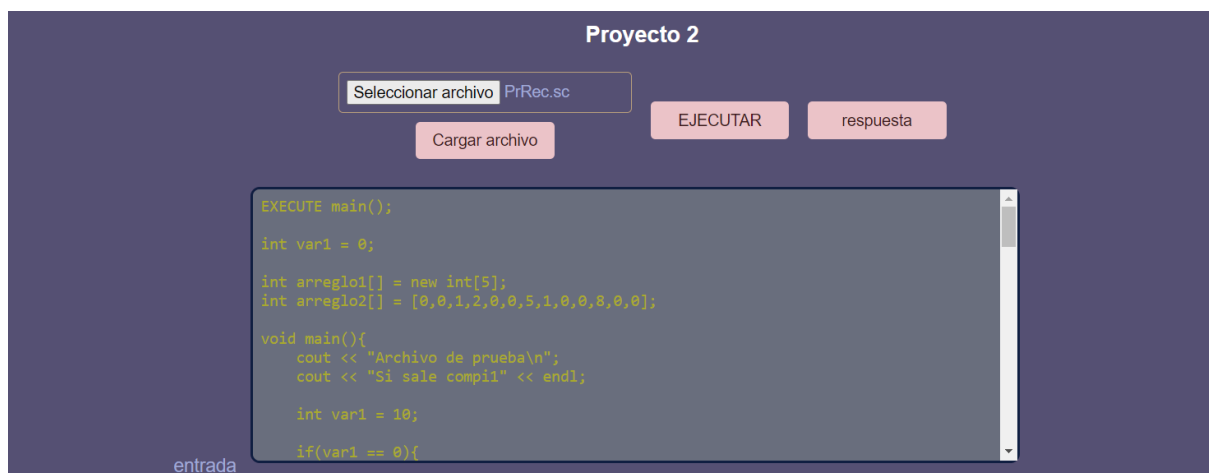 Proyecto 2
Seleccionar archivo PrRec.sc
Cargar archivo
EJECUTAR
respuesta
EXECUTE main();
int var1 = 0;
int arreglo1[] = new int[5];
int arreglo2[] = [0,0,1,2,0,0,5,1,0,0,8,0,0];
void main(){
cout << "Archivo de prueba\n";
cout << "Si sale compi1" << endl;
int var1 = 10;
if(var1 == 0){
entrada